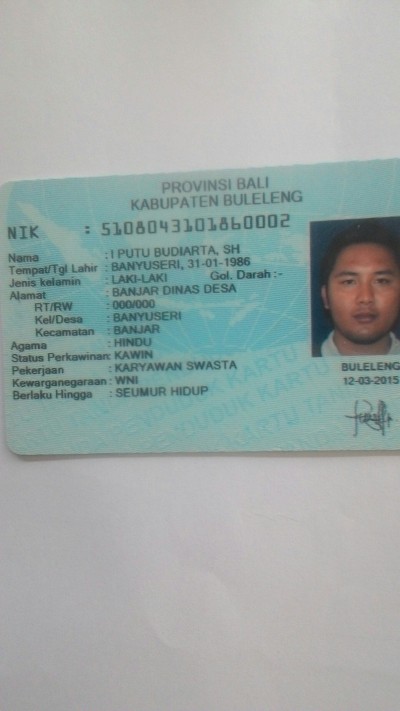 PROVINSI BALI
KABUPATEN BULELENG
NIK : 5108043101860002
Nama : I PUTU BUDIARTA, SH
Tempat/Tgl Lahir : BANYUSERI, 31-01-1986
Jenis kelamin : LAKI-LAKI Gol. Darah :-
Alamat : BANJAR DINAS DESA
RT/RW : 000/000
Kel/Desa : BANYUSERI
Kecamatan : BANJAR
Agama : HINDU
Status Perkawinan: KAWIN
Pekerjaan : KARYAWAN SWASTA
Kewarganegaraan: WNI
Berlaku Hingga : SEUMUR HIDUP
BULELENG
12-03-2015